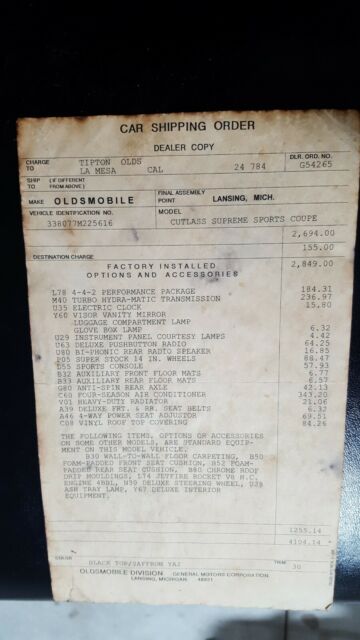 CAR SHIPPING ORDER
DEALER COPY
CHARGE TO TIPTON OLDS
LA MESA CAL 24 784
DLR. ORD. NO.
G54265
SHIP (IF DIFFERENT
TO FROM ABOVE)
MAKE OLDSMOBILE FINAL ASSEMBLY POINT LANSING, MICH.
VEHICLE IDENTIFICATION NO. MODEL
338077M225616 CUTLASS SUPREME SPORTS COUPE
2,694.00
155.00
DESTINATION CHARGE
2,849.00
FACTORY INSTALLED
OPTIONS AND ACCESSORIES
L78 4-4-2 PERFORMANCE PACKAGE 184.31
M40 TURBO HYDRA-MATIC TRANSMISSION 236.97
U35 ELECTRIC CLOCK 15.80
Y60 VISOR VANITY MIRROR
LUGGAGE COMPARTMENT LAMP
GLOVE BOX LAMP 6.32
U29 INSTRUMENT PANEL COURTESY LAMPS 4.42
U63 DELUXE PUSHBUTTON RADIO 64.25
U80 BI-PHONIC REAR RADIO SPEAKER 16.85
P05 SUPER STOCK 14 IN. WHEELS 88.47
D55 SPORTS CONSOLE 57.93
B32 AUXILIARY FRONT FLOOR MATS 6.77
B33 AUXILIARY REAR FLOOR MATS 6.57
G80 ANTI-SPIN REAR AXLE 42.13
C60 FOUR-SEASON AIR CONDITIONER 343.20
V01 HEAVY-DUTY RADIATOR 21.06
A39 DELUXE FRT. & RR. SEAT BELTS 6.32
A46 4-WAY POWER SEAT ADJUSTOR 69.51
C08 VINYL ROOF TOP COVERING 84.26
THE FOLLOWING ITEMS, OPTIONS OR ACCESSORIES
ON SOME OTHER MODELS, ARE STANDARD EQUIP-
MENT ON THIS MODEL VEHICLE.
B30 WALL-TO-WALL FLOOR CARPETING, B50
FOAM-PADDED FRONT SEAT CUSHION, B52 FOAM-
PADDED REAR SEAT CUSHION, B80 CHROME ROOF
DRIP MOULDINGS, L74 JETFIRE ROCKET V8 H.C.
ENGINE 4BBL, N30 DELUXE STEERING WHEEL, U28
ASH TRAY LAMP, Y67 DELUXE INTERIOR
EQUIPMENT.
1255.14
4104.14 *
COLOR BLACK TOP/SAFFRON YAJ TRIM 30
OLDSMOBILE DIVISION GENERAL MOTORS CORPORATION
LANSING, MICHIGAN 48921